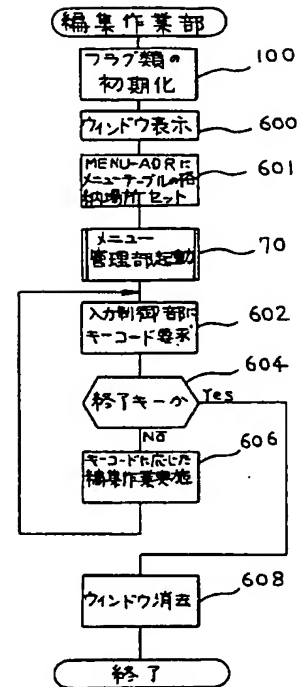 編集作業部
フラグ類の
初期化
100
ウィンドウ表示
600
MENU-ADRに
メニューテーブルの格
納場所セット
601
メニュー
管理部起動
70
入力制御部に
キーコード要求
602
604
終了キーか
Yes
No
606
キーコードに応じた
編集作業実施
608
ウィンドウ消去
終了